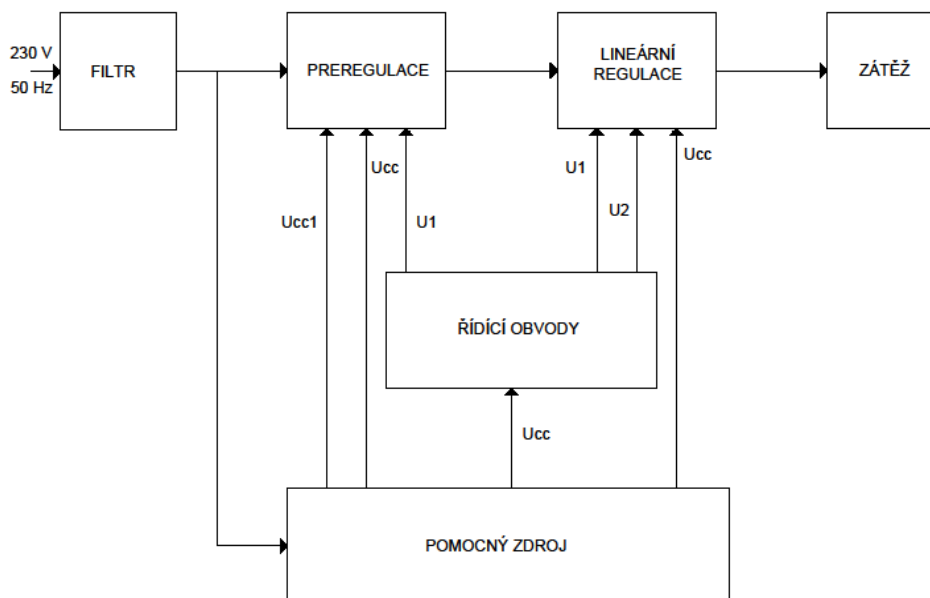 230 V
50 Hz
FILTR
PREREGULACE
LINEÁRNÍ
REGULACE
ZÁTĚŽ
Ucc1
Ucc
U1
U1
U2
Ucc
ŘÍDÍCÍ OBVODY
Ucc
POMOCNÝ ZDROJ